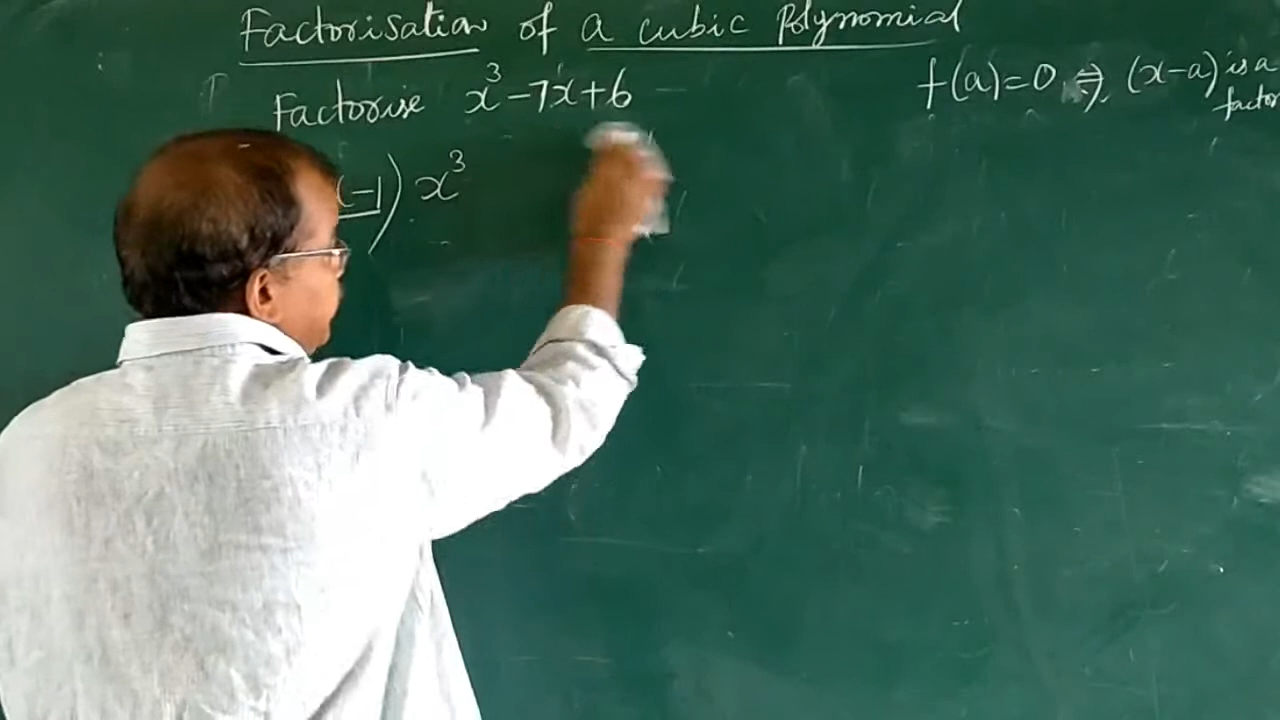 Factorisation of a cubic Polynomial
Factorise x³-7x+6
f(a)=0 ⇒ (x-a) is a factor
x-1) x³